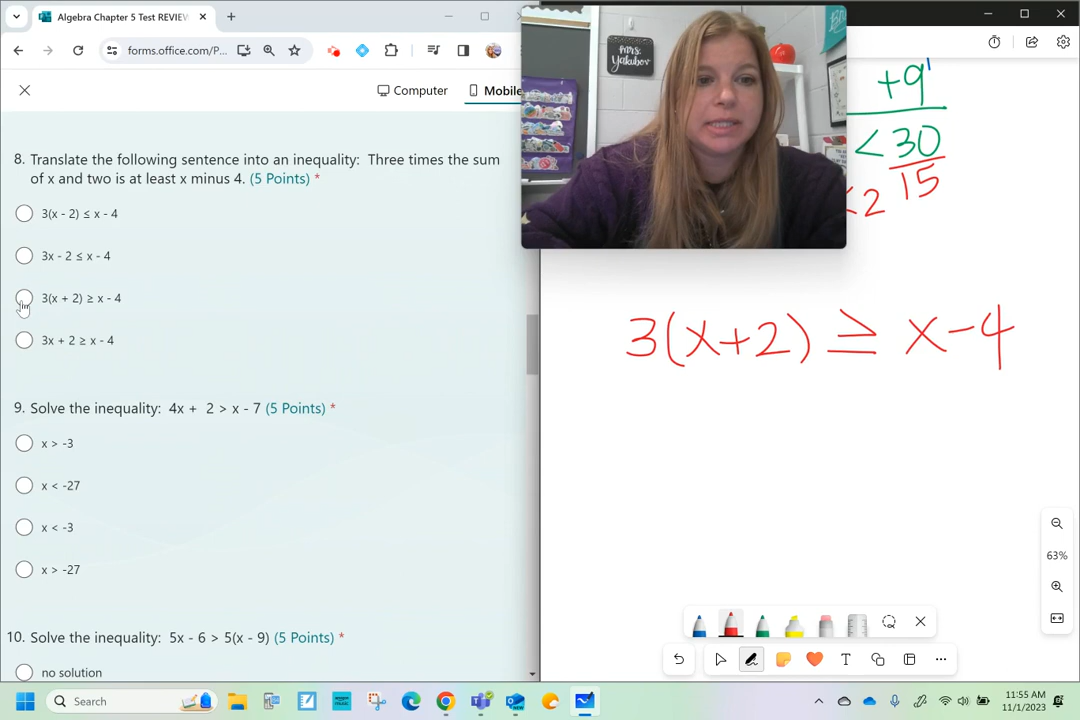 Algebra Chapter 5 Test REVIEW
forms.office.com/P...
Computer
Mobile
8. Translate the following sentence into an inequality: Three times the sum
of x and two is at least x minus 4. (5 Points) *
3(x - 2) ≤ x - 4
3x - 2 ≤ x - 4
3(x + 2) ≥ x - 4
3x + 2 ≥ x - 4
9. Solve the inequality: 4x + 2 > x - 7 (5 Points) *
x > -3
x < -27
x < -3
x > -27
10. Solve the inequality: 5x - 6 > 5(x - 9) (5 Points) *
no solution
Mrs.
Yakubov
+9
< 30
15
< 2
3(x+2) ≥ x-4
63%
T
Search
11:55 AM
11/1/2023